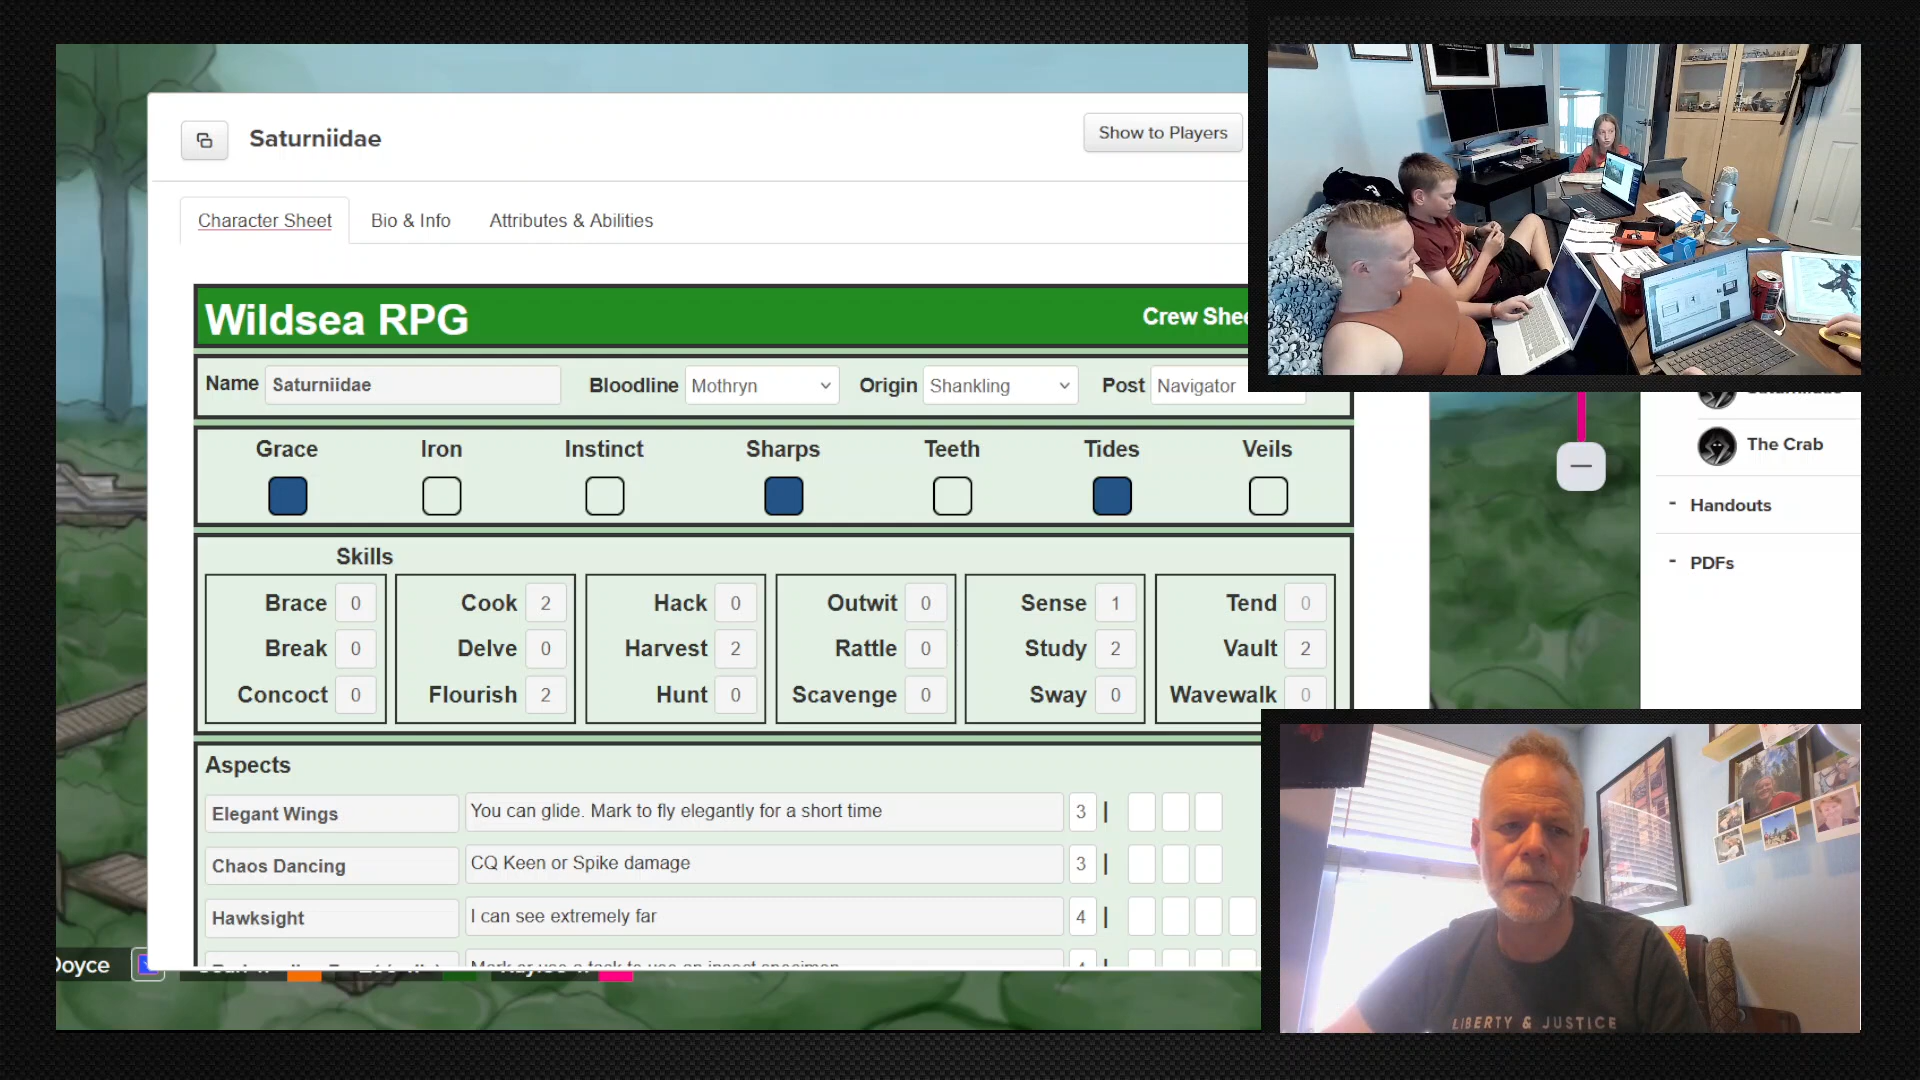 Saturniidae
Show to Players
Character Sheet
Bio & Info
Attributes & Abilities
Wildsea RPG
Crew Shee
Name Saturniidae Bloodline Mothryn Origin Shankling Post Navigator
Grace Iron Instinct Sharps Teeth Tides Veils
Skills
Brace 0 Cook 2 Hack 0 Outwit 0 Sense 1 Tend 0
Break 0 Delve 0 Harvest 2 Rattle 0 Study 2 Vault 2
Concoct 0 Flourish 2 Hunt 0 Scavenge 0 Sway 0 Wavewalk 0
Aspects
Elegant Wings You can glide. Mark to fly elegantly for a short time 3 |
Chaos Dancing CQ Keen or Spike damage 3 |
Hawksight I can see extremely far 4 |
Doyce
The Crab
- Handouts
- PDFs
LIBERTY & JUSTICE